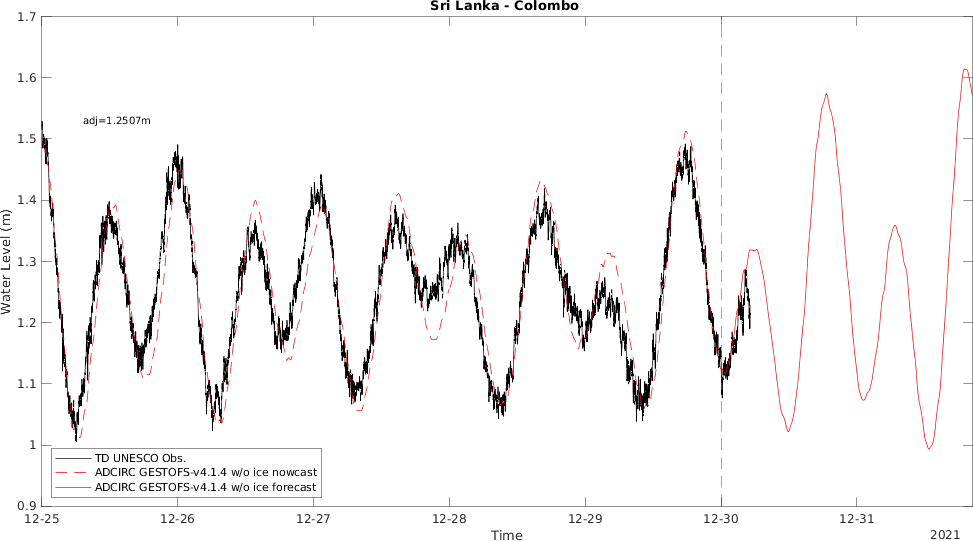 Sri Lanka - Colombo
1.7
1.6
1.5
1.4
1.3
1.2
1.1
1
0.9
Water Level (m)
adj=1.2507m
TD UNESCO Obs.
ADCIRC GESTOFS-v4.1.4 w/o ice nowcast
ADCIRC GESTOFS-v4.1.4 w/o ice forecast
12-25 12-26 12-27 12-28 12-29 12-30 12-31
Time
2021